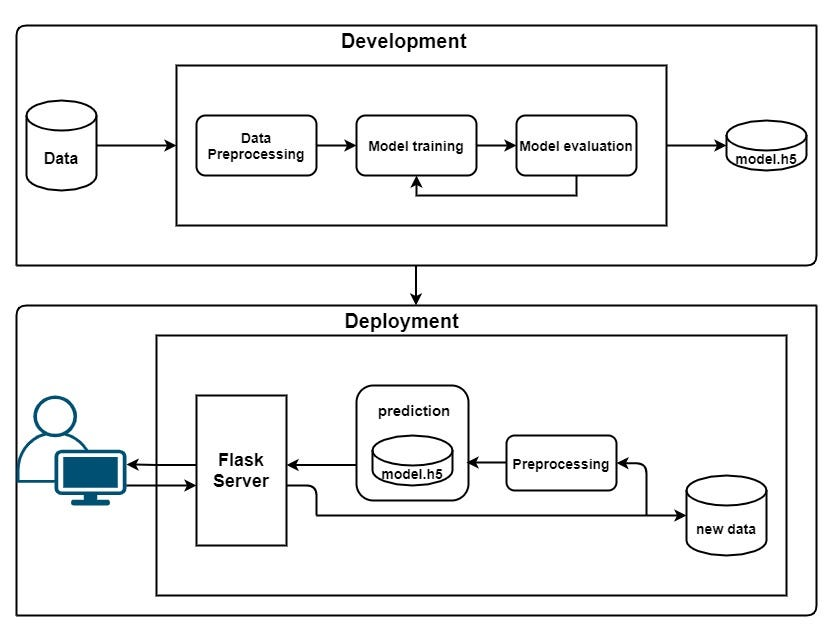 Development
Data
Data
Preprocessing
Model training
Model evaluation
model.h5
Deployment
Flask
Server
prediction
model.h5
Preprocessing
new data